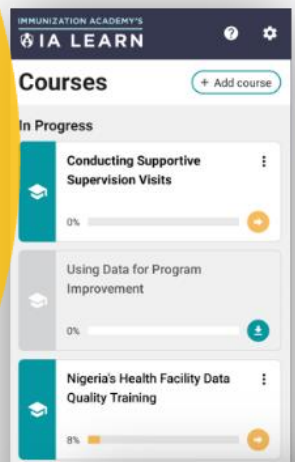 IMMUNIZATION ACADEMY'S
IA LEARN
Courses
+ Add course
In Progress
Conducting Supportive
Supervision Visits
0%
Using Data for Program
Improvement
0%
Nigeria's Health Facility Data
Quality Training
8%